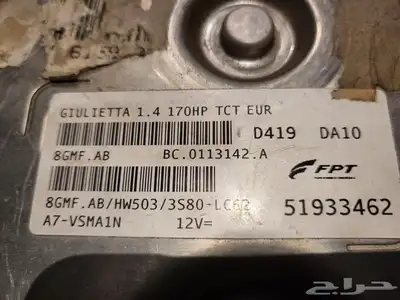 GIULIETTA 1.4 170HP TCT EUR
D419 DA10
8GMF.AB BC.0113142.A
FPT
8GMF.AB/HW503/3S80-LC62 51933462
A7-VSMA1N 12V=
حراج